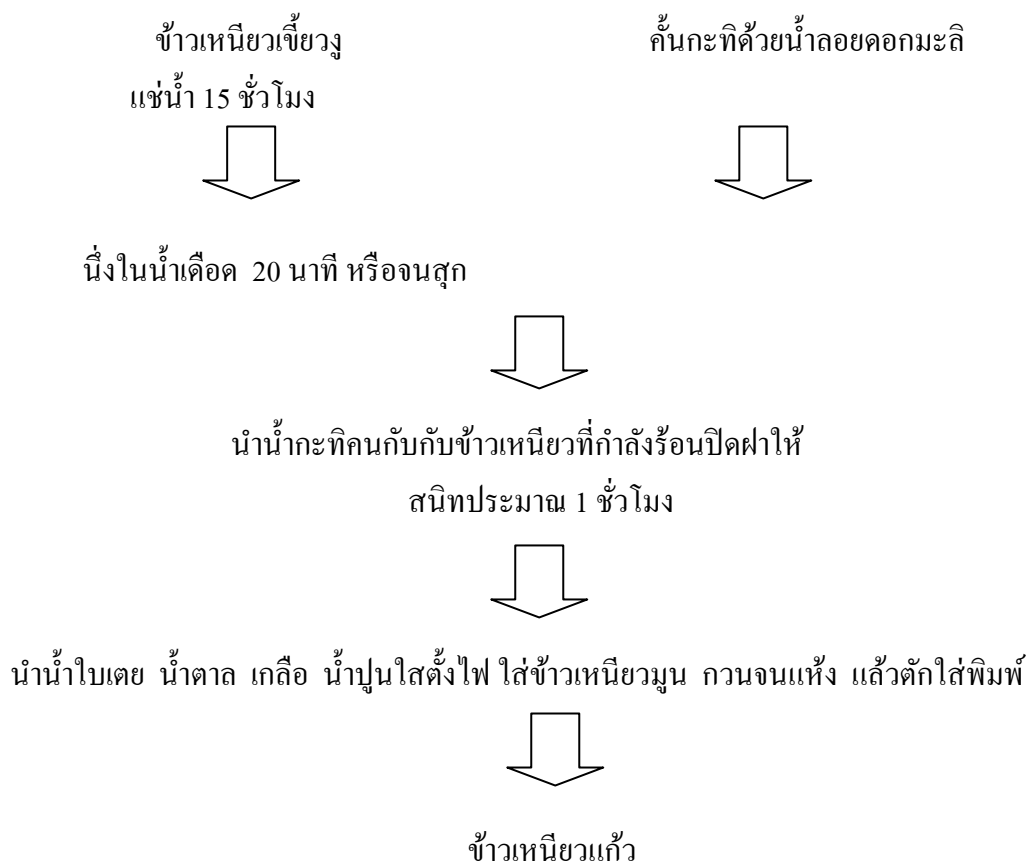 ข้าวเหนียวเขี้ยวงู
แช่น้ำ 15 ชั่วโมง
คั้นกะทิด้วยน้ำลอยดอกมะลิ
นึ่งในน้ำเดือด 20 นาที หรือจนสุก
นำน้ำกะทิคนกับกับข้าวเหนียวที่กำลังร้อนปิดฝาให้
สนิทประมาณ 1 ชั่วโมง
นำน้ำใบเตย น้ำตาล เกลือ น้ำปูนใสตั้งไฟ ใส่ข้าวเหนียวมูน กวนจนแห้ง แล้วตักใส่พิมพ์
ข้าวเหนียวแก้ว